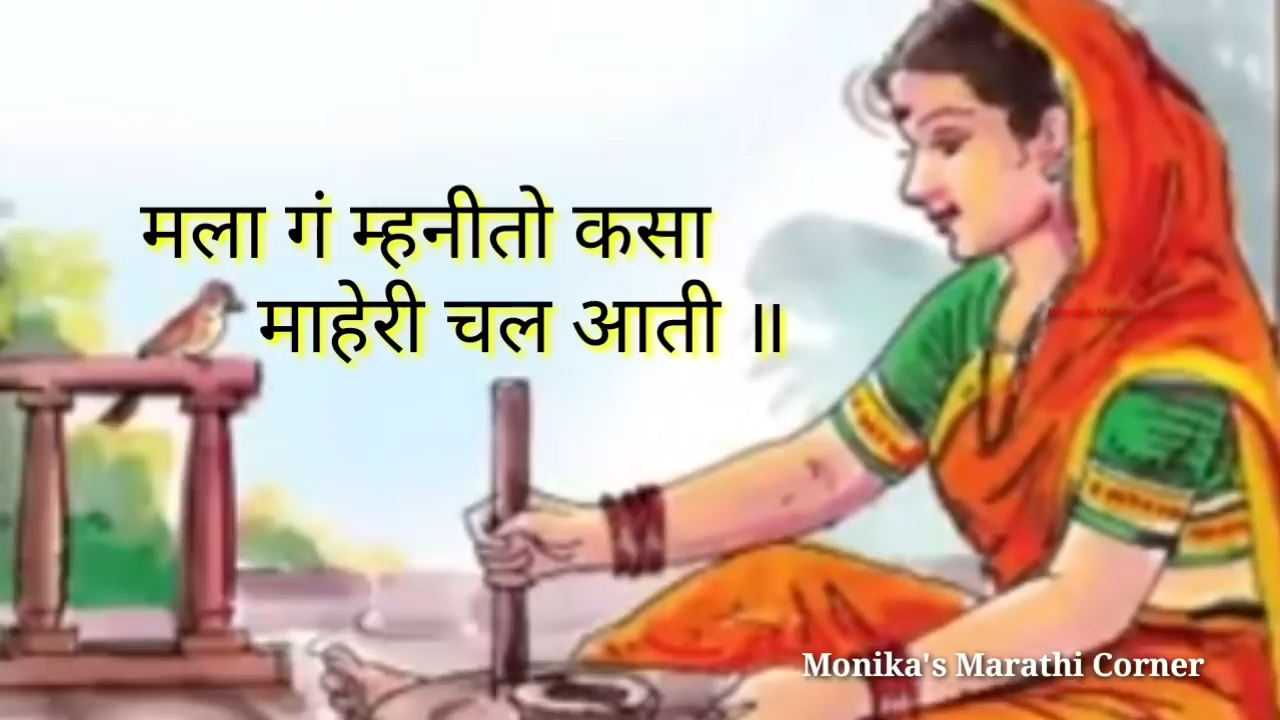 मला गं म्हनीतो कसा
माहेरी चल आती ॥
Monika's Marathi Corner